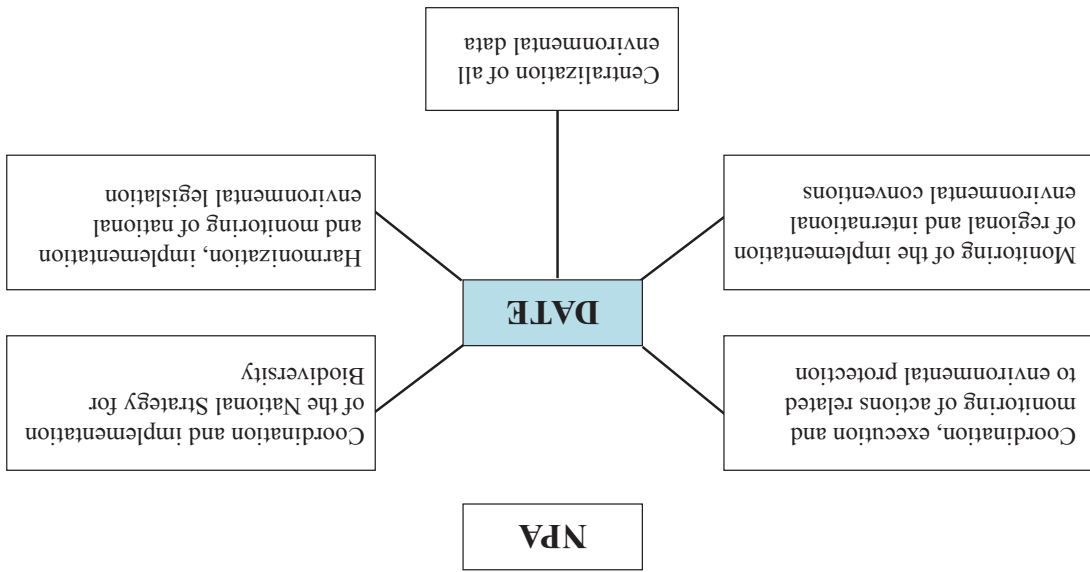 NPA
Coordination, execution and
monitoring of actions related
to environmental protection
Coordination and implementation
of the National Strategy for
Biodiversity
DATE
Monitoring of the implementation
of regional and international
environmental conventions
Harmonization, implementation
and monitoring of national
environmental legislation
Centralization of all
environmental data